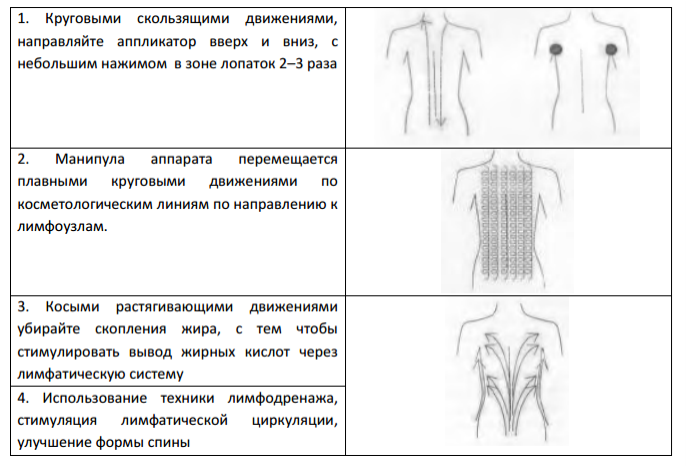 1. Круговыми скользящими движениями,
направляйте аппликатор вверх и вниз, с
небольшим нажимом в зоне лопаток 2–3 раза
2. Манипула аппарата перемещается
плавными круговыми движениями по
косметологическим линиям по направлению к
лимфоузлам.
3. Косыми растягивающими движениями
убирайте скопления жира, с тем чтобы
стимулировать вывод жирных кислот через
лимфатическую систему
4. Использование техники лимфодренажа,
стимуляция лимфатической циркуляции,
улучшение формы спины